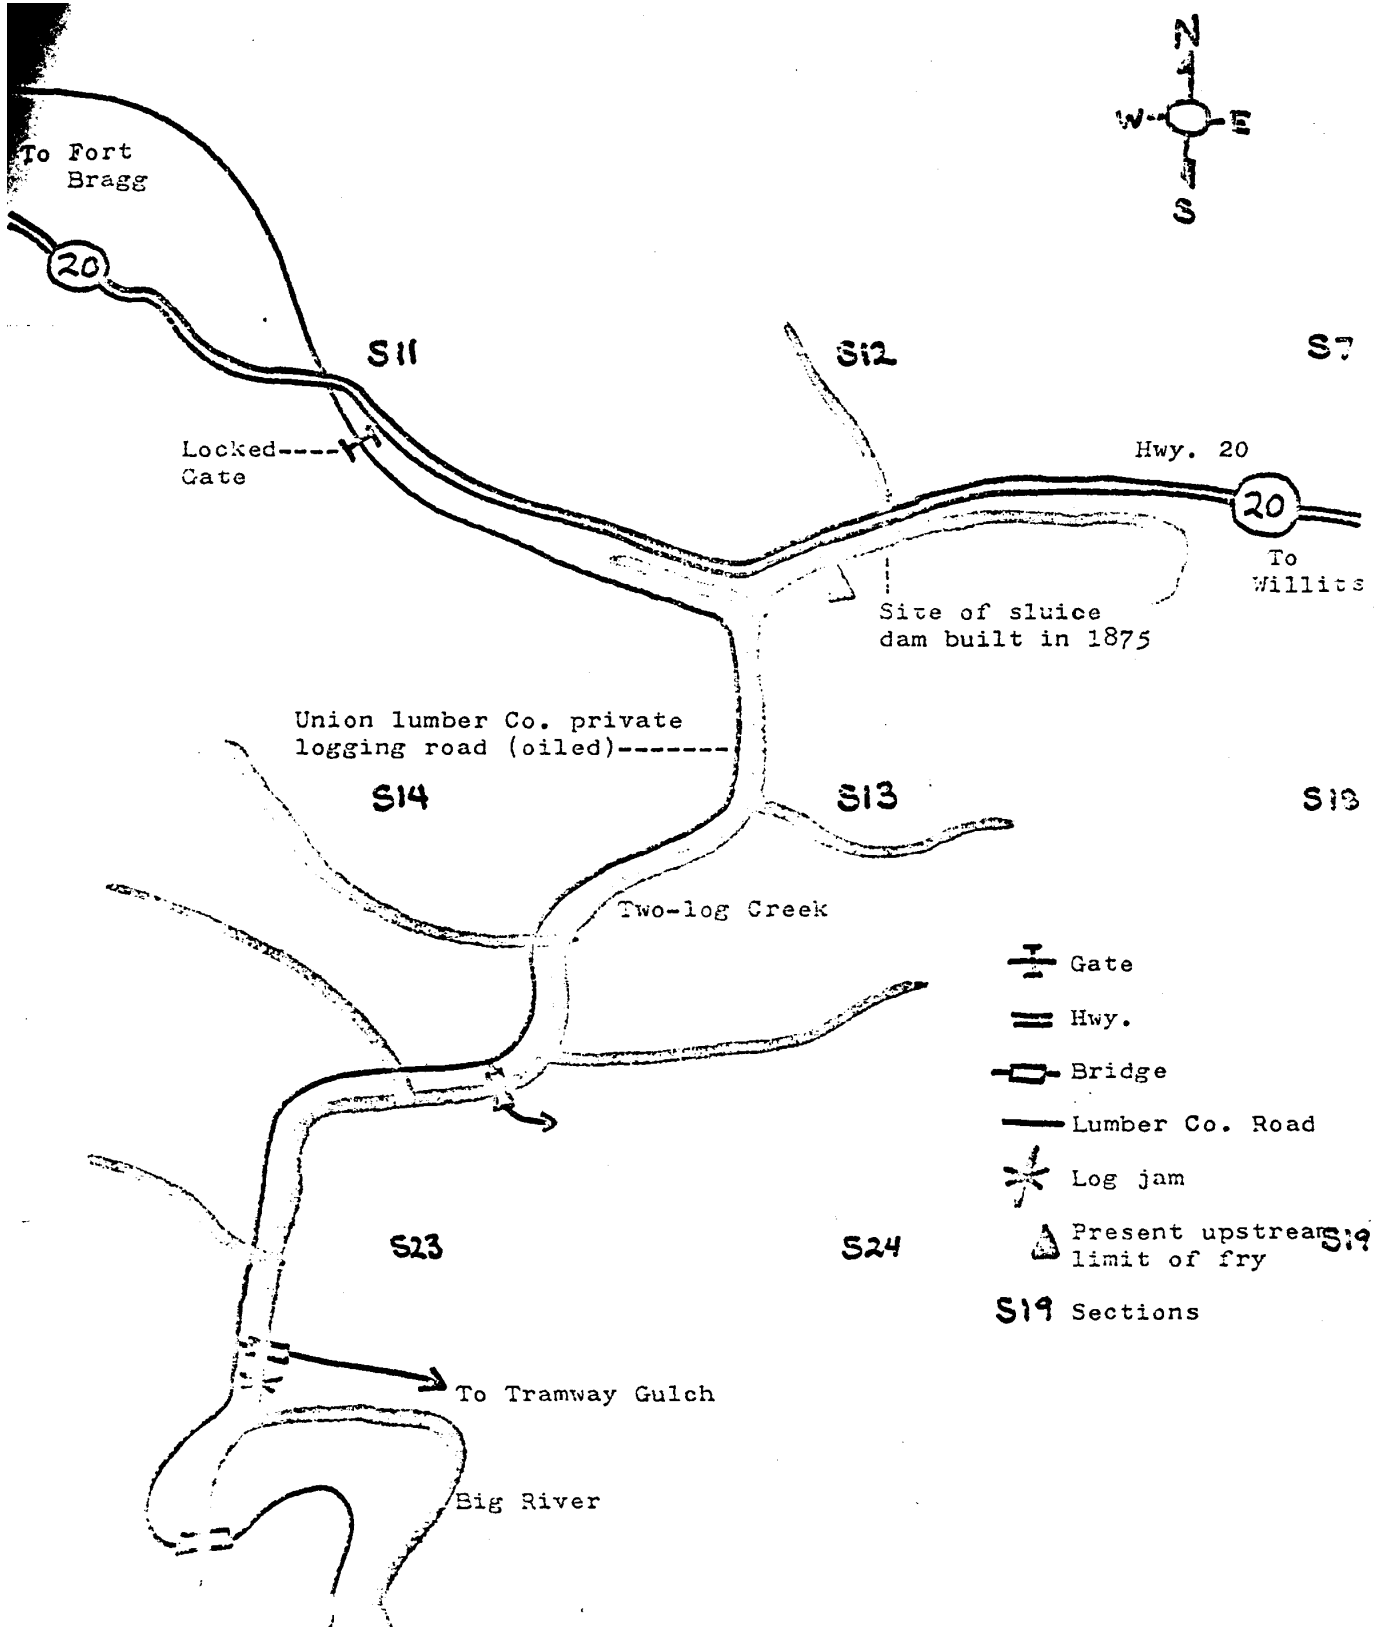 N
W E
S
To Fort
Bragg
20
S11
S12
S7
Locked
Gate
Hwy. 20
20
To
Willits
Site of sluice
dam built in 1875
Union lumber Co. private
logging road (oiled)
S14
S13
S18
Two-log Creek
Gate
Hwy.
Bridge
Lumber Co. Road
Log jam
Present upstream
limit of fry
S19
S19 Sections
S23
S24
To Tramway Gulch
Big River